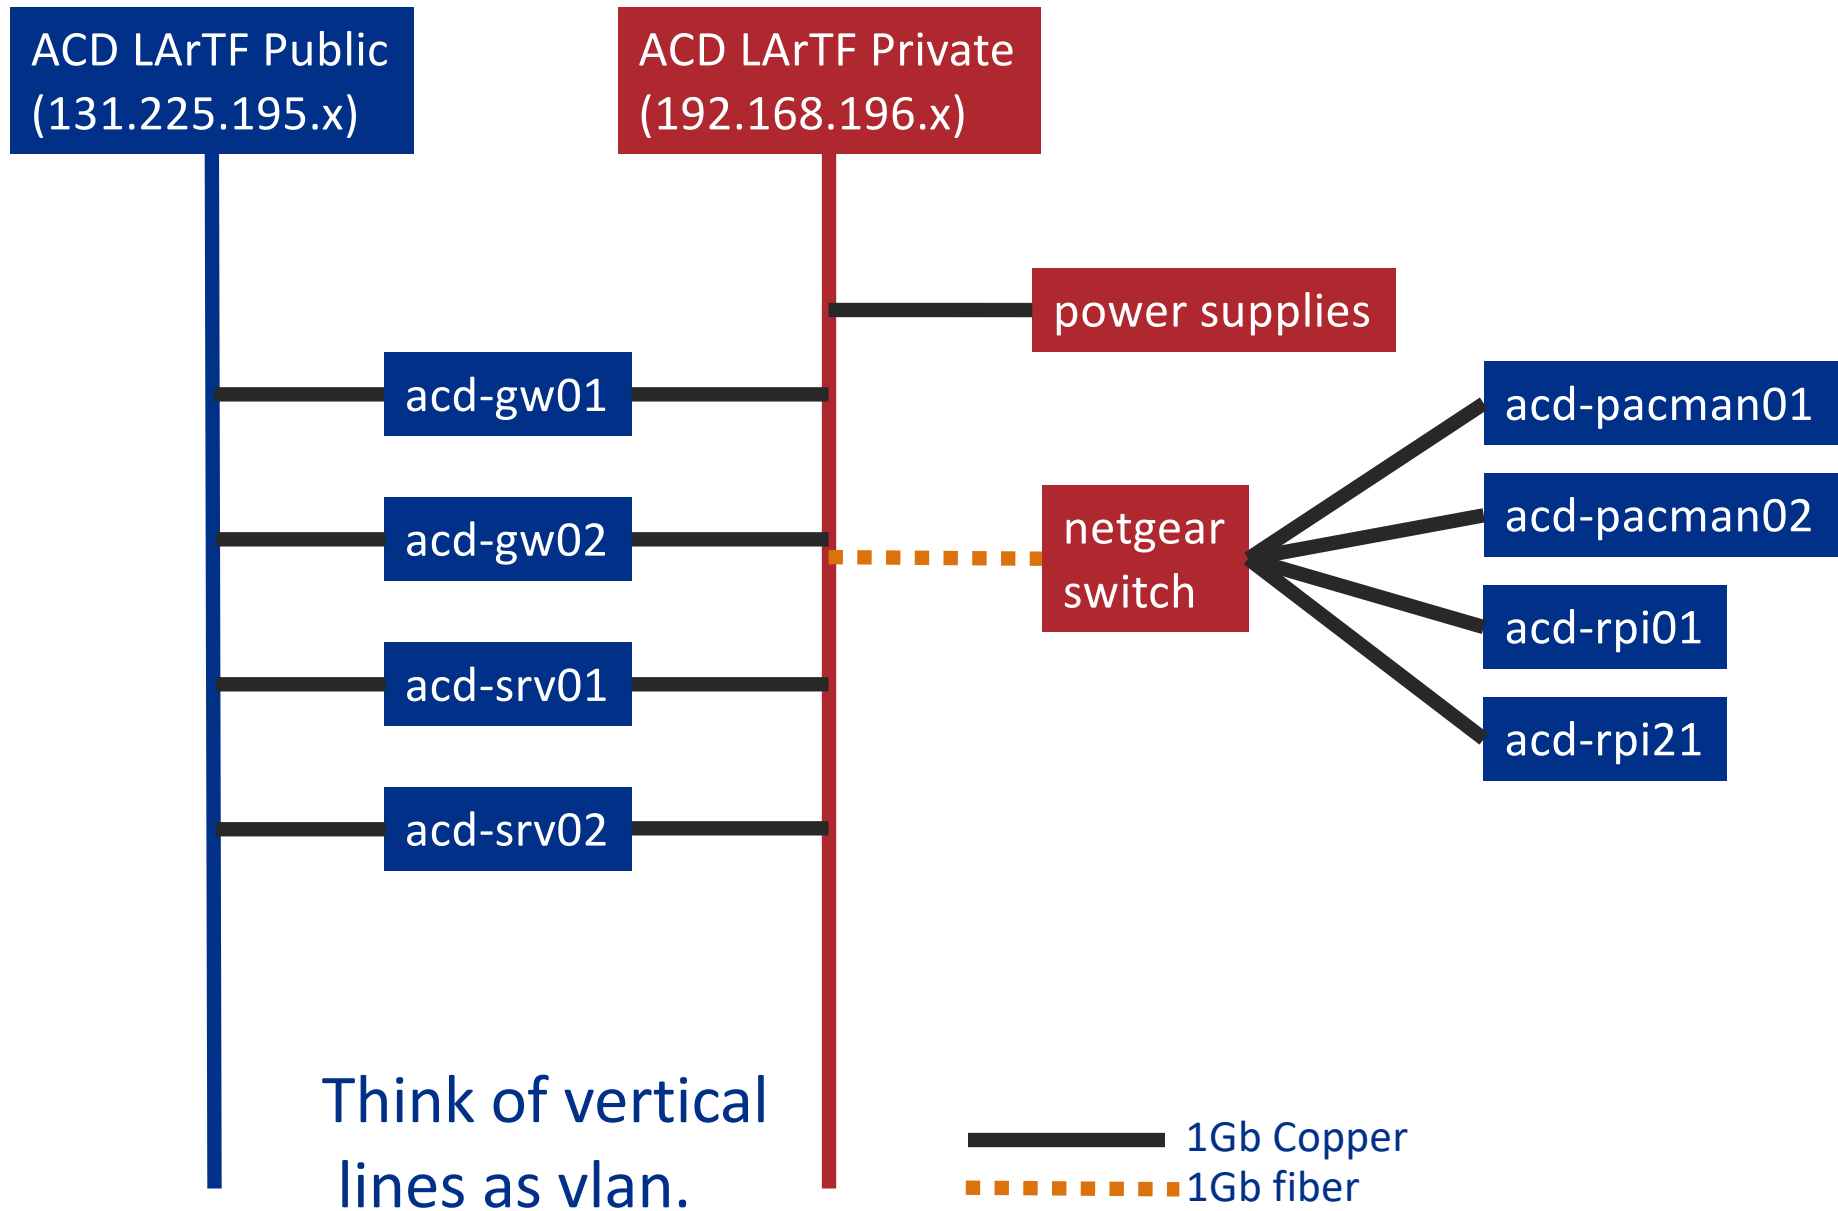 ACD LArTF Public
(131.225.195.x)
ACD LArTF Private
(192.168.196.x)
power supplies
acd-gw01
acd-gw02
acd-srv01
acd-srv02
netgear
switch
acd-pacman01
acd-pacman02
acd-rpi01
acd-rpi21
Think of vertical
lines as vlan.
1Gb Copper
1Gb fiber